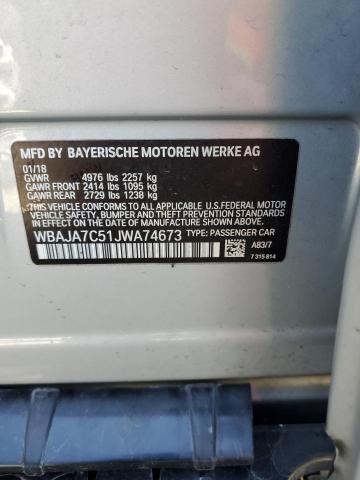 MFD BY BAYERISCHE MOTOREN WERKE AG
01/18
GVWR 4976 lbs 2257 kg
GAWR FRONT 2414 lbs 1095 kg
GAWR REAR 2729 lbs 1238 kg
THIS VEHICLE CONFORMS TO ALL APPLICABLE U.S.FEDERAL MOTOR
VEHICLE SAFETY, BUMPER, AND THEFT PREVENTION STANDARDS IN
EFFECT ON THE DATE OF MANUFACTURE SHOWN ABOVE.
WBAJA7C51JWA74673 TYPE: PASSENGER CAR
A83/7
7 315 814